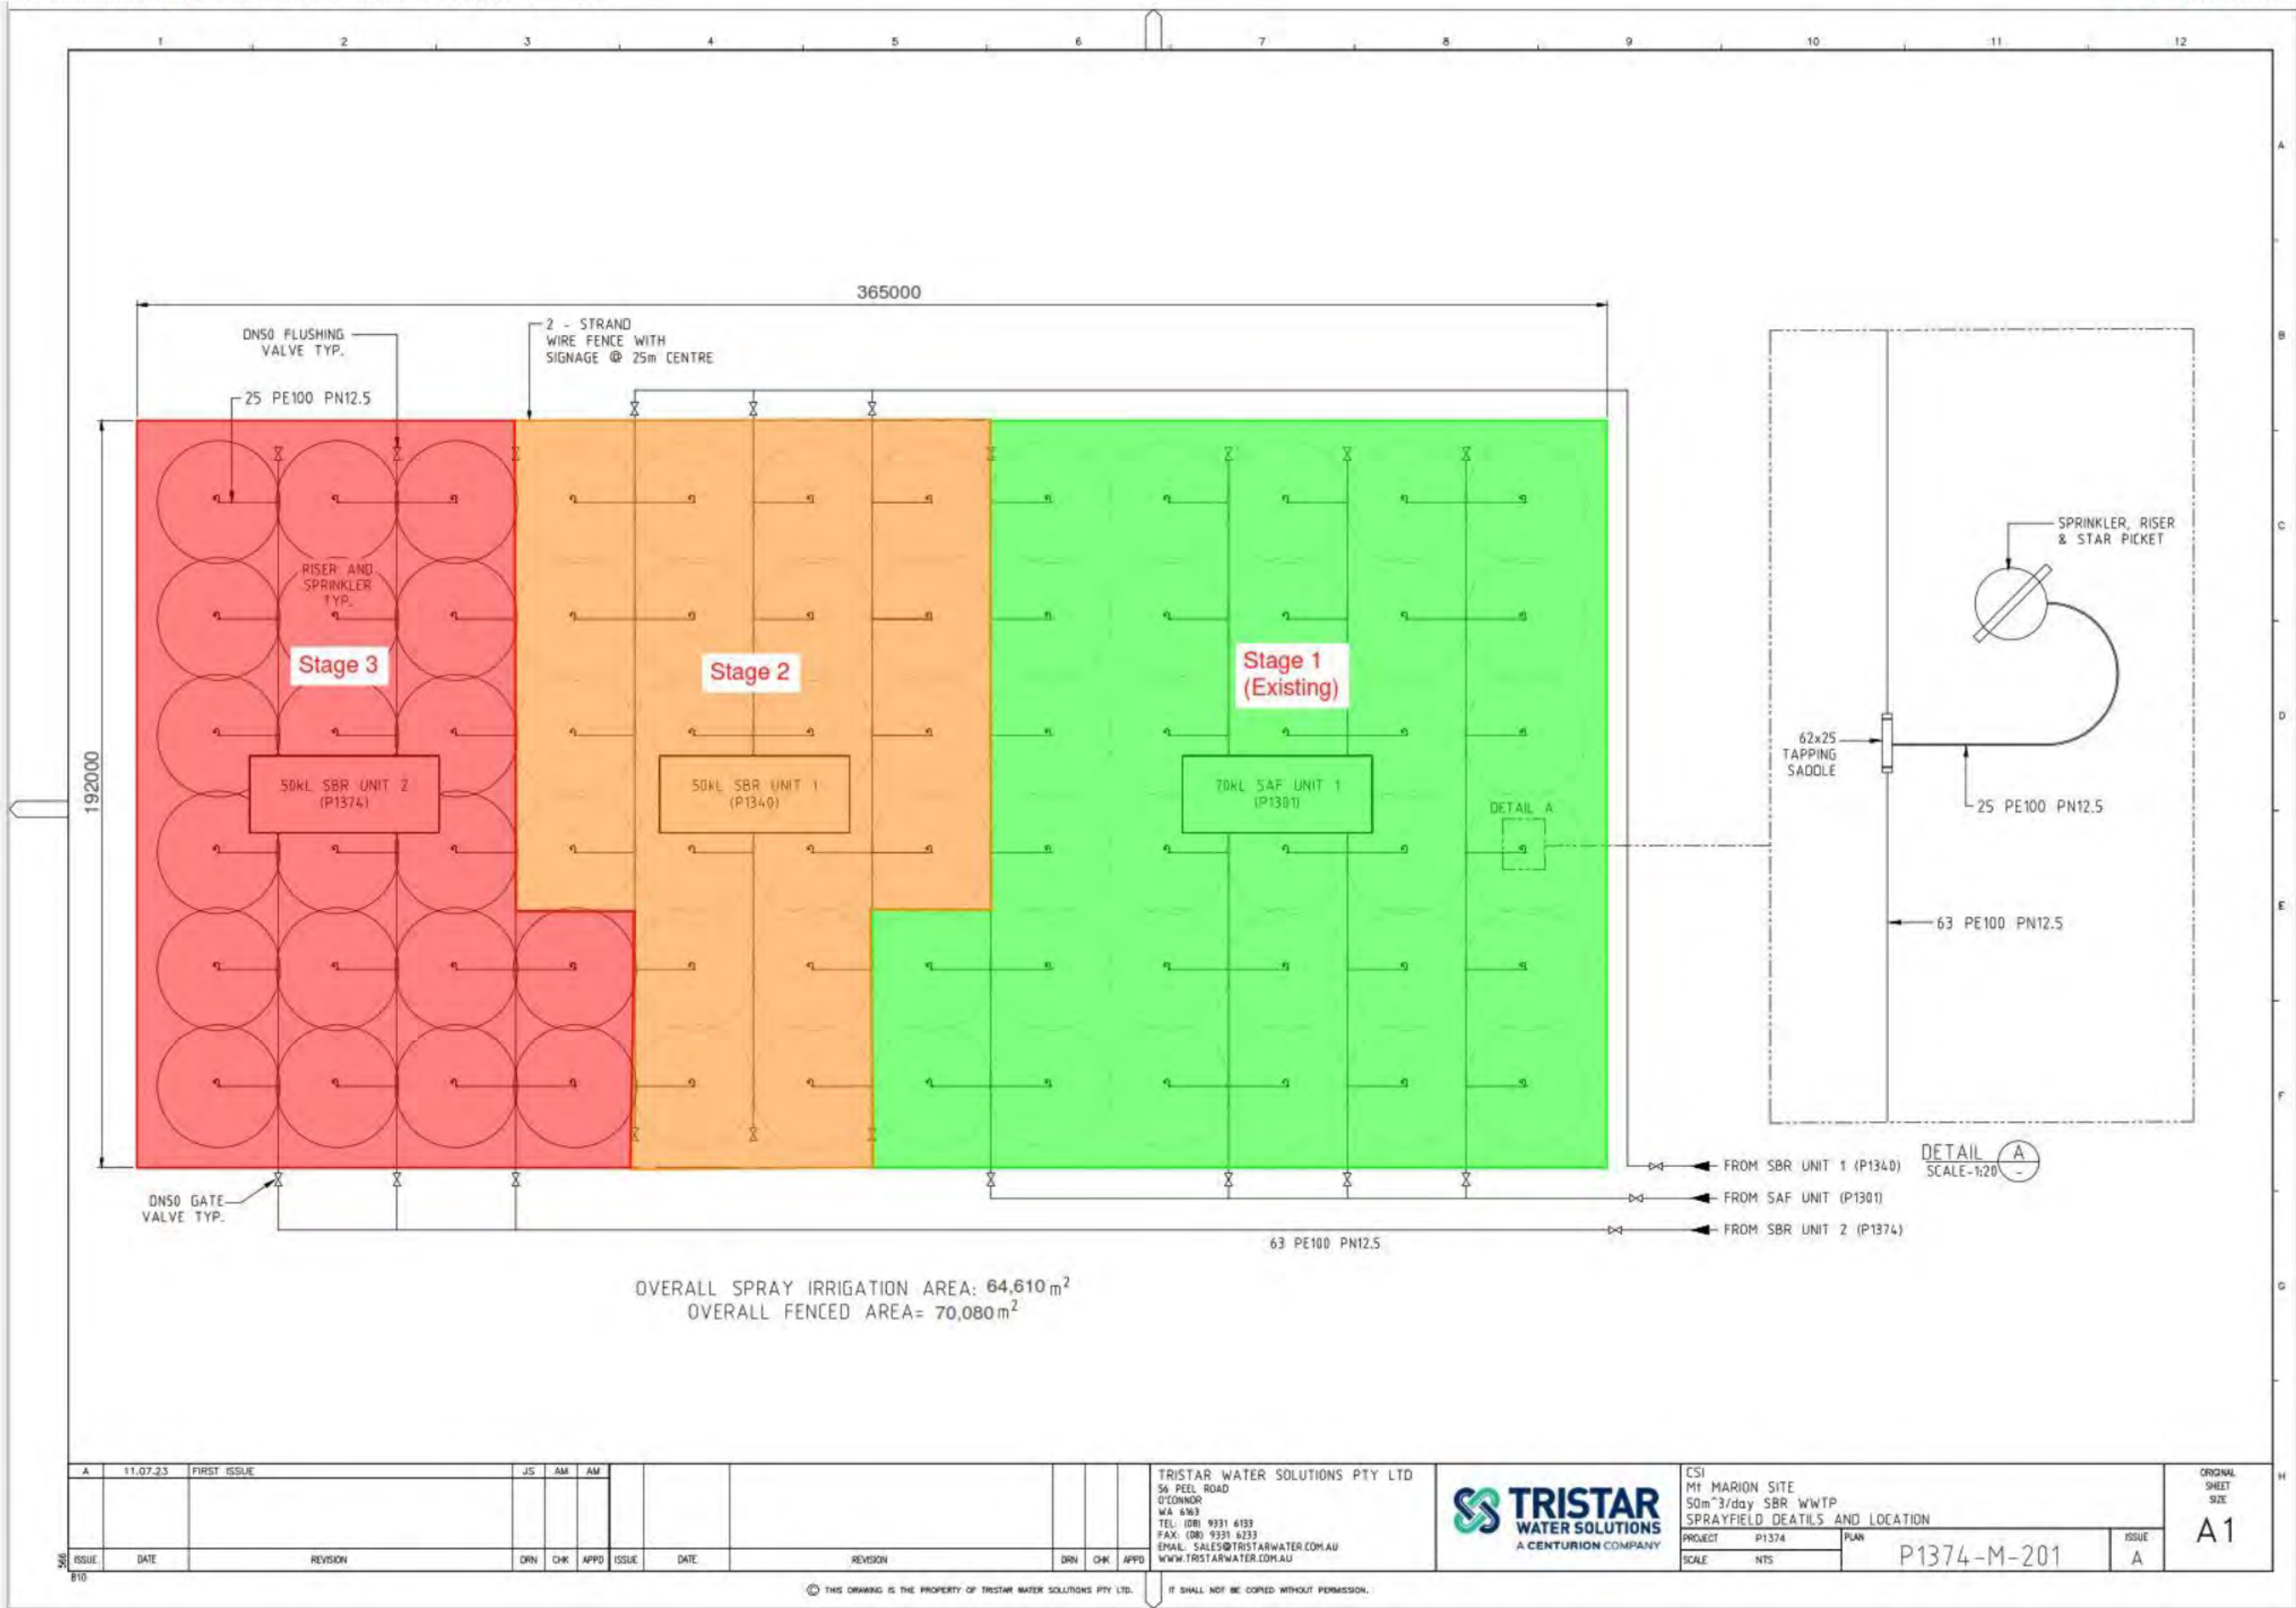 1 2 3 4 5 6 7 8 9 10 11 12
A
B
C
D
E
F
G
H
365000
192000
DN50 FLUSHING
VALVE TYP.
2 - STRAND
WIRE FENCE WITH
SIGNAGE @ 25m CENTRE
25 PE100 PN12.5
RISER AND
SPRINKLER
TYP.
Stage 3
Stage 2
Stage 1
(Existing)
50kL SBR UNIT 2
(P1374)
50kL SBR UNIT 1
(P1340)
70kL SAF UNIT 1
(P1301)
DETAIL A
SPRINKLER, RISER
& STAR PICKET
62x25
TAPPING
SADDLE
25 PE100 PN12.5
63 PE100 PN12.5
DETAIL A
SCALE-1:20 -
FROM SBR UNIT 1 (P1340)
FROM SAF UNIT (P1301)
FROM SBR UNIT 2 (P1374)
DN50 GATE
VALVE TYP.
63 PE100 PN12.5
OVERALL SPRAY IRRIGATION AREA: 64,610 m²
OVERALL FENCED AREA= 70,080 m²
A 11.07.23 FIRST ISSUE JS AM AM
ISSUE DATE REVISION DRN CHK APPD ISSUE DATE REVISION DRN CHK APPD
TRISTAR WATER SOLUTIONS PTY LTD
56 PEEL ROAD
O'CONNOR
WA 6163
TEL: (08) 9331 6133
FAX: (08) 9331 6233
EMAIL: SALES@TRISTARWATER.COM.AU
WWW.TRISTARWATER.COM.AU
TRISTAR
WATER SOLUTIONS
A CENTURION COMPANY
CSI
Mt MARION SITE
50m^3/day SBR WWTP
SPRAYFIELD DEATILS AND LOCATION
PROJECT P1374 PLAN
P1374-M-201
ISSUE
A
SCALE NTS
ORIGINAL
SHEET
SIZE
A1
566
B10
© THIS DRAWING IS THE PROPERTY OF TRISTAR WATER SOLUTIONS PTY LTD. IT SHALL NOT BE COPIED WITHOUT PERMISSION.